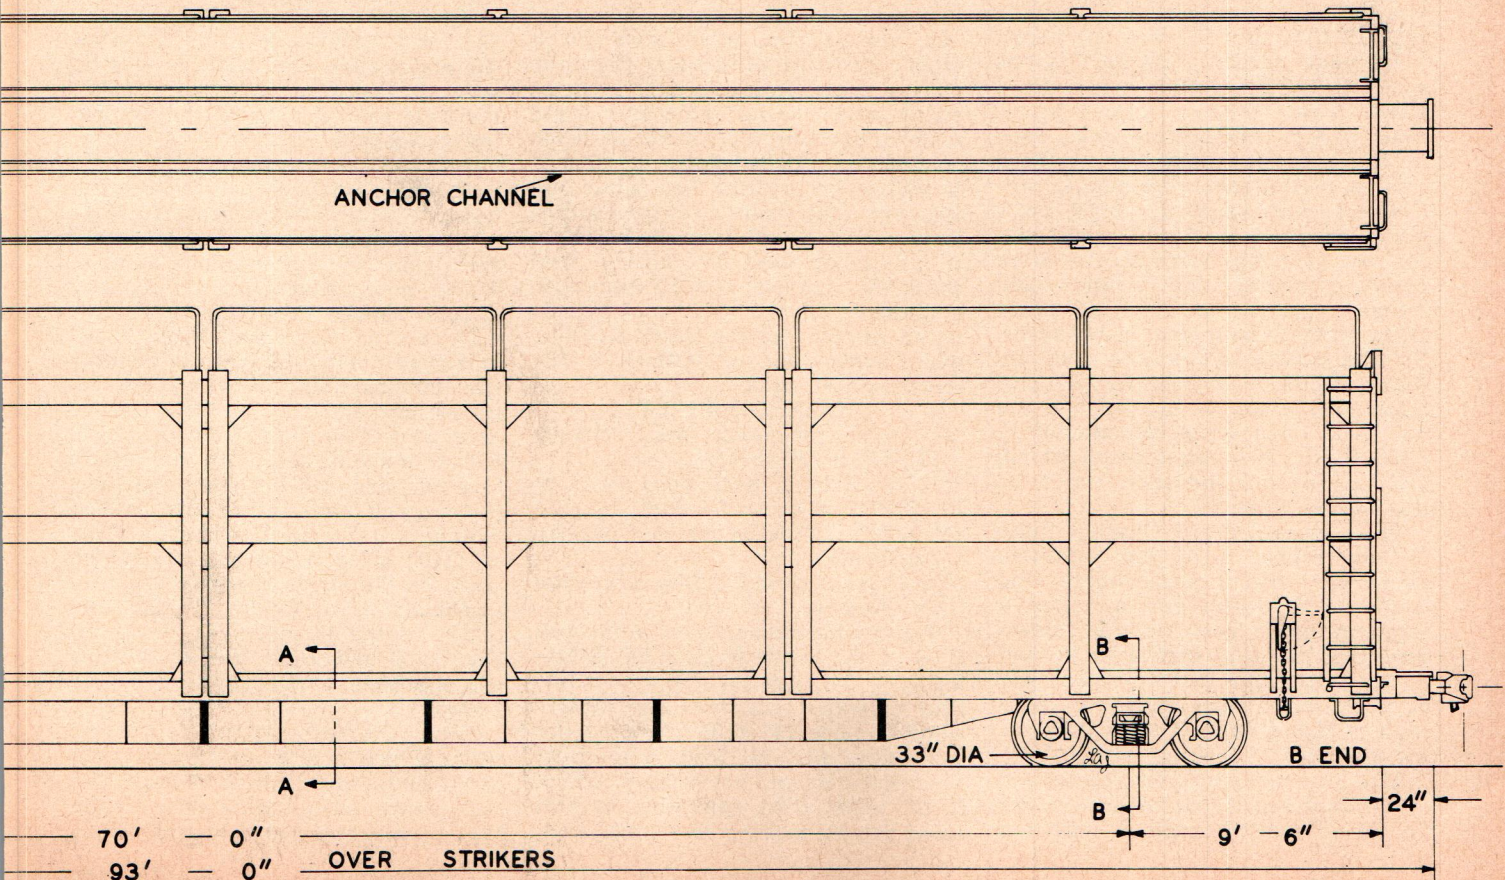 ANCHOR CHANNEL
A
B
33" DIA
B END
A
B
24"
70' — 0"
9' — 6"
93' 0" OVER STRIKERS